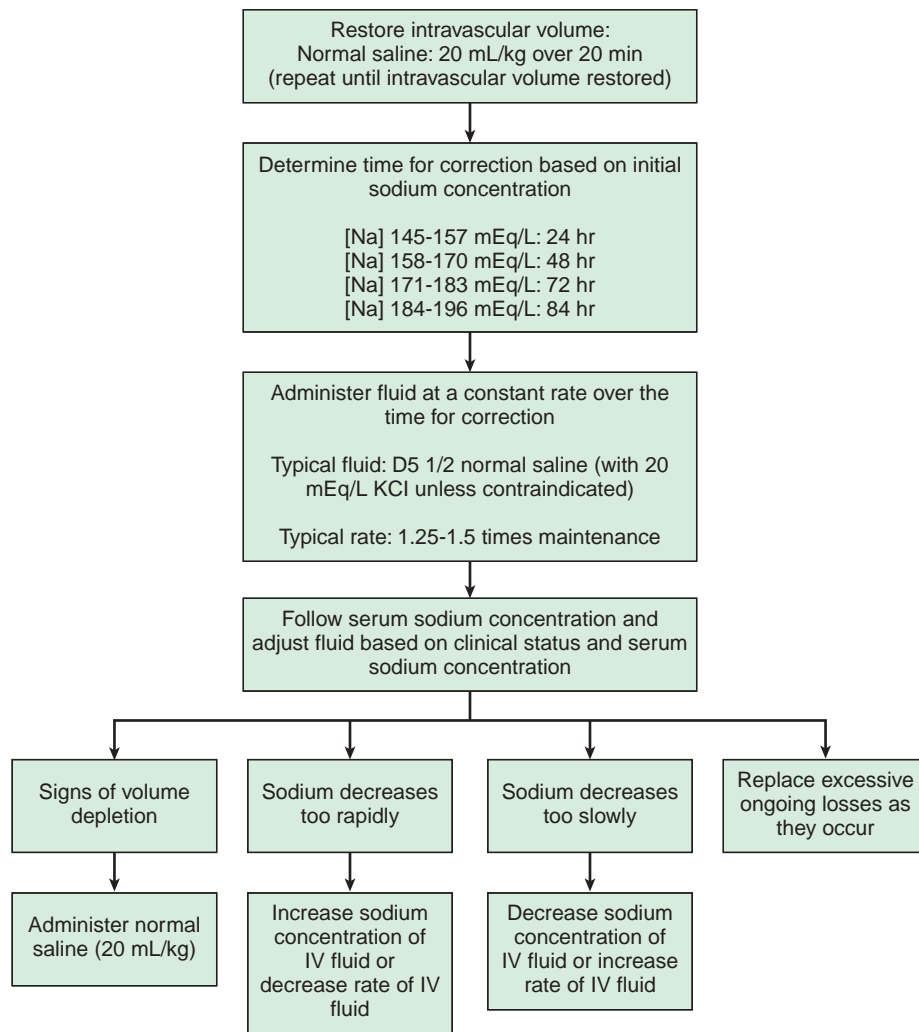 Restore intravascular volume:
Normal saline: 20 mL/kg over 20 min
(repeat until intravascular volume restored)
Determine time for correction based on initial
sodium concentration
[Na] 145-157 mEq/L: 24 hr
[Na] 158-170 mEq/L: 48 hr
[Na] 171-183 mEq/L: 72 hr
[Na] 184-196 mEq/L: 84 hr
Administer fluid at a constant rate over the
time for correction
Typical fluid: D5 1/2 normal saline (with 20
mEq/L KCl unless contraindicated)
Typical rate: 1.25-1.5 times maintenance
Follow serum sodium concentration and
adjust fluid based on clinical status and serum
sodium concentration
Signs of volume
depletion
Administer normal
saline (20 mL/kg)
Sodium decreases
too rapidly
Increase sodium
concentration of
IV fluid or
decrease rate of IV
fluid
Sodium decreases
too slowly
Decrease sodium
concentration of
IV fluid or increase
rate of IV fluid
Replace excessive
ongoing losses as
they occur